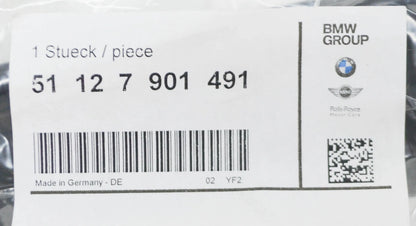 1 Stueck / piece
51 12 7 901 491
Made in Germany - DE
02 YF2
BMW
GROUP
Rolls-Royce
Motor Cars